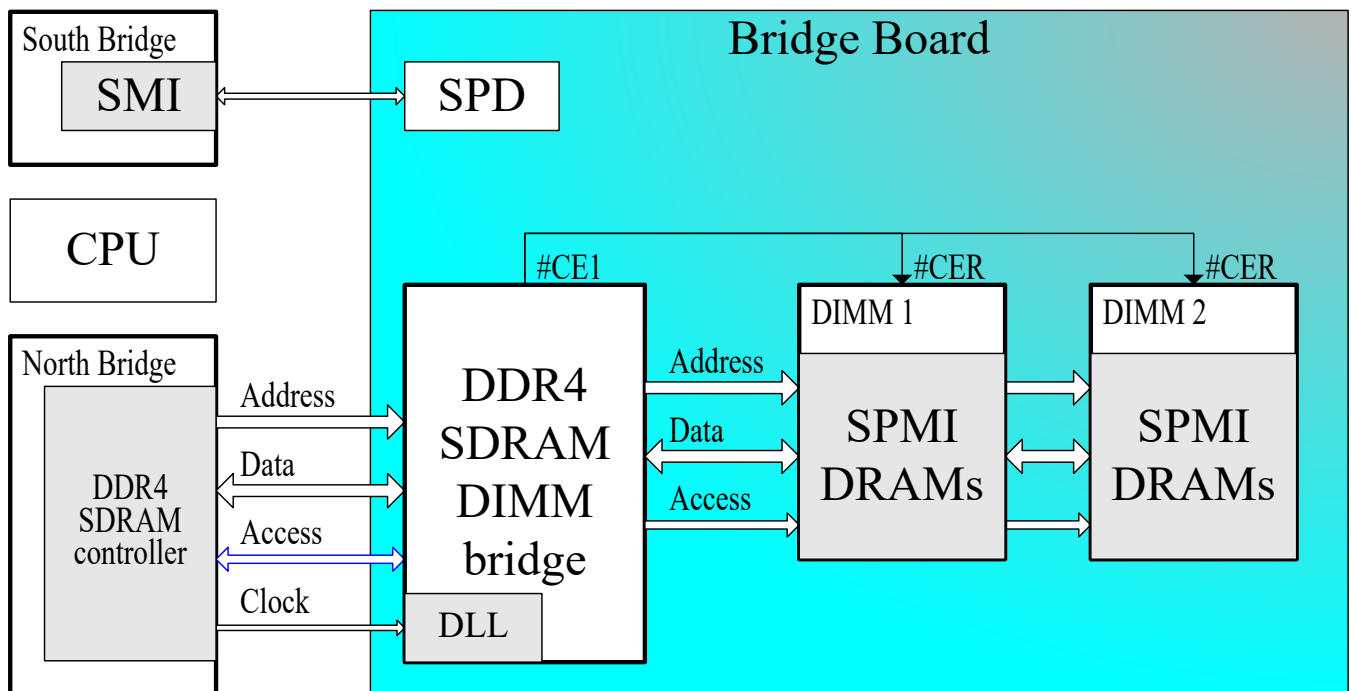 South Bridge
SMI
SPD
Bridge Board
CPU
#CE1
#CER
#CER
North Bridge
DDR4
SDRAM
controller
Address
Data
Access
Clock
DDR4
SDRAM
DIMM
bridge
DLL
Address
Data
Access
DIMM 1
SPMI
DRAMs
DIMM 2
SPMI
DRAMs